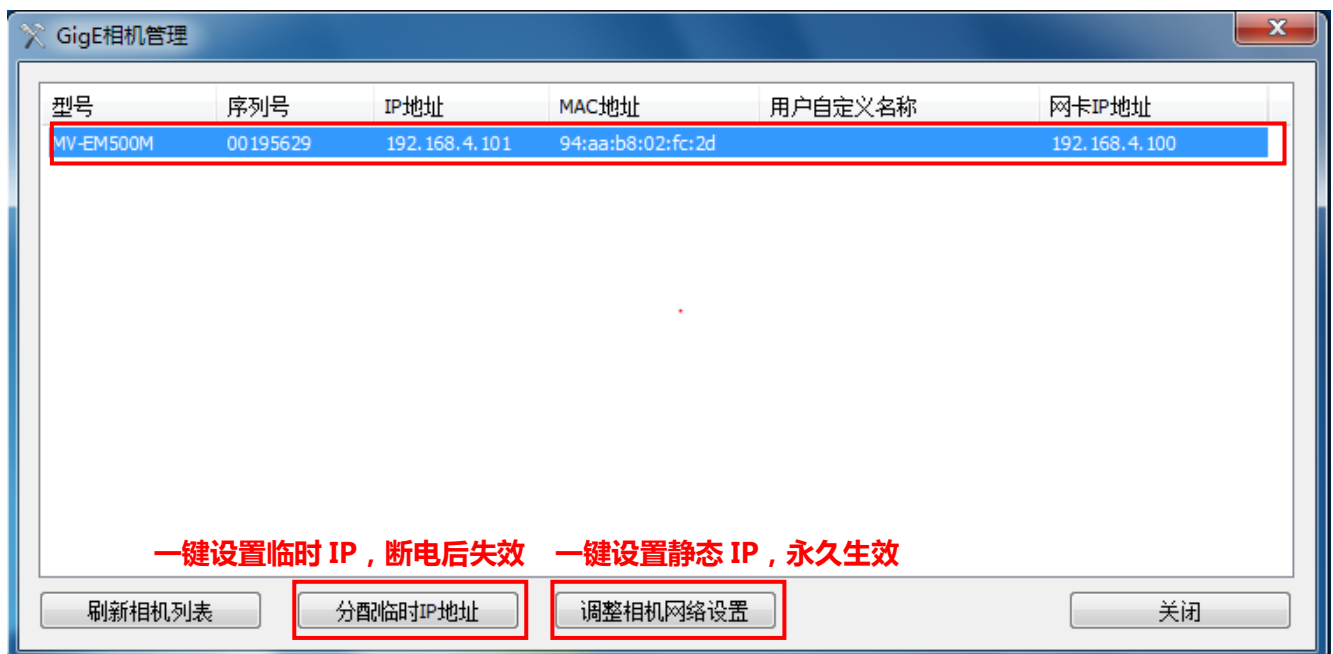 GigE相机管理
型号 序列号 IP地址 MAC地址 用户自定义名称 网卡IP地址
MV-EM500M 00195629 192.168.4.101 94:aa:b8:02:fc:2d 192.168.4.100
一键设置临时 IP，断电后失效 一键设置静态 IP，永久生效
刷新相机列表 分配临时IP地址 调整相机网络设置 关闭